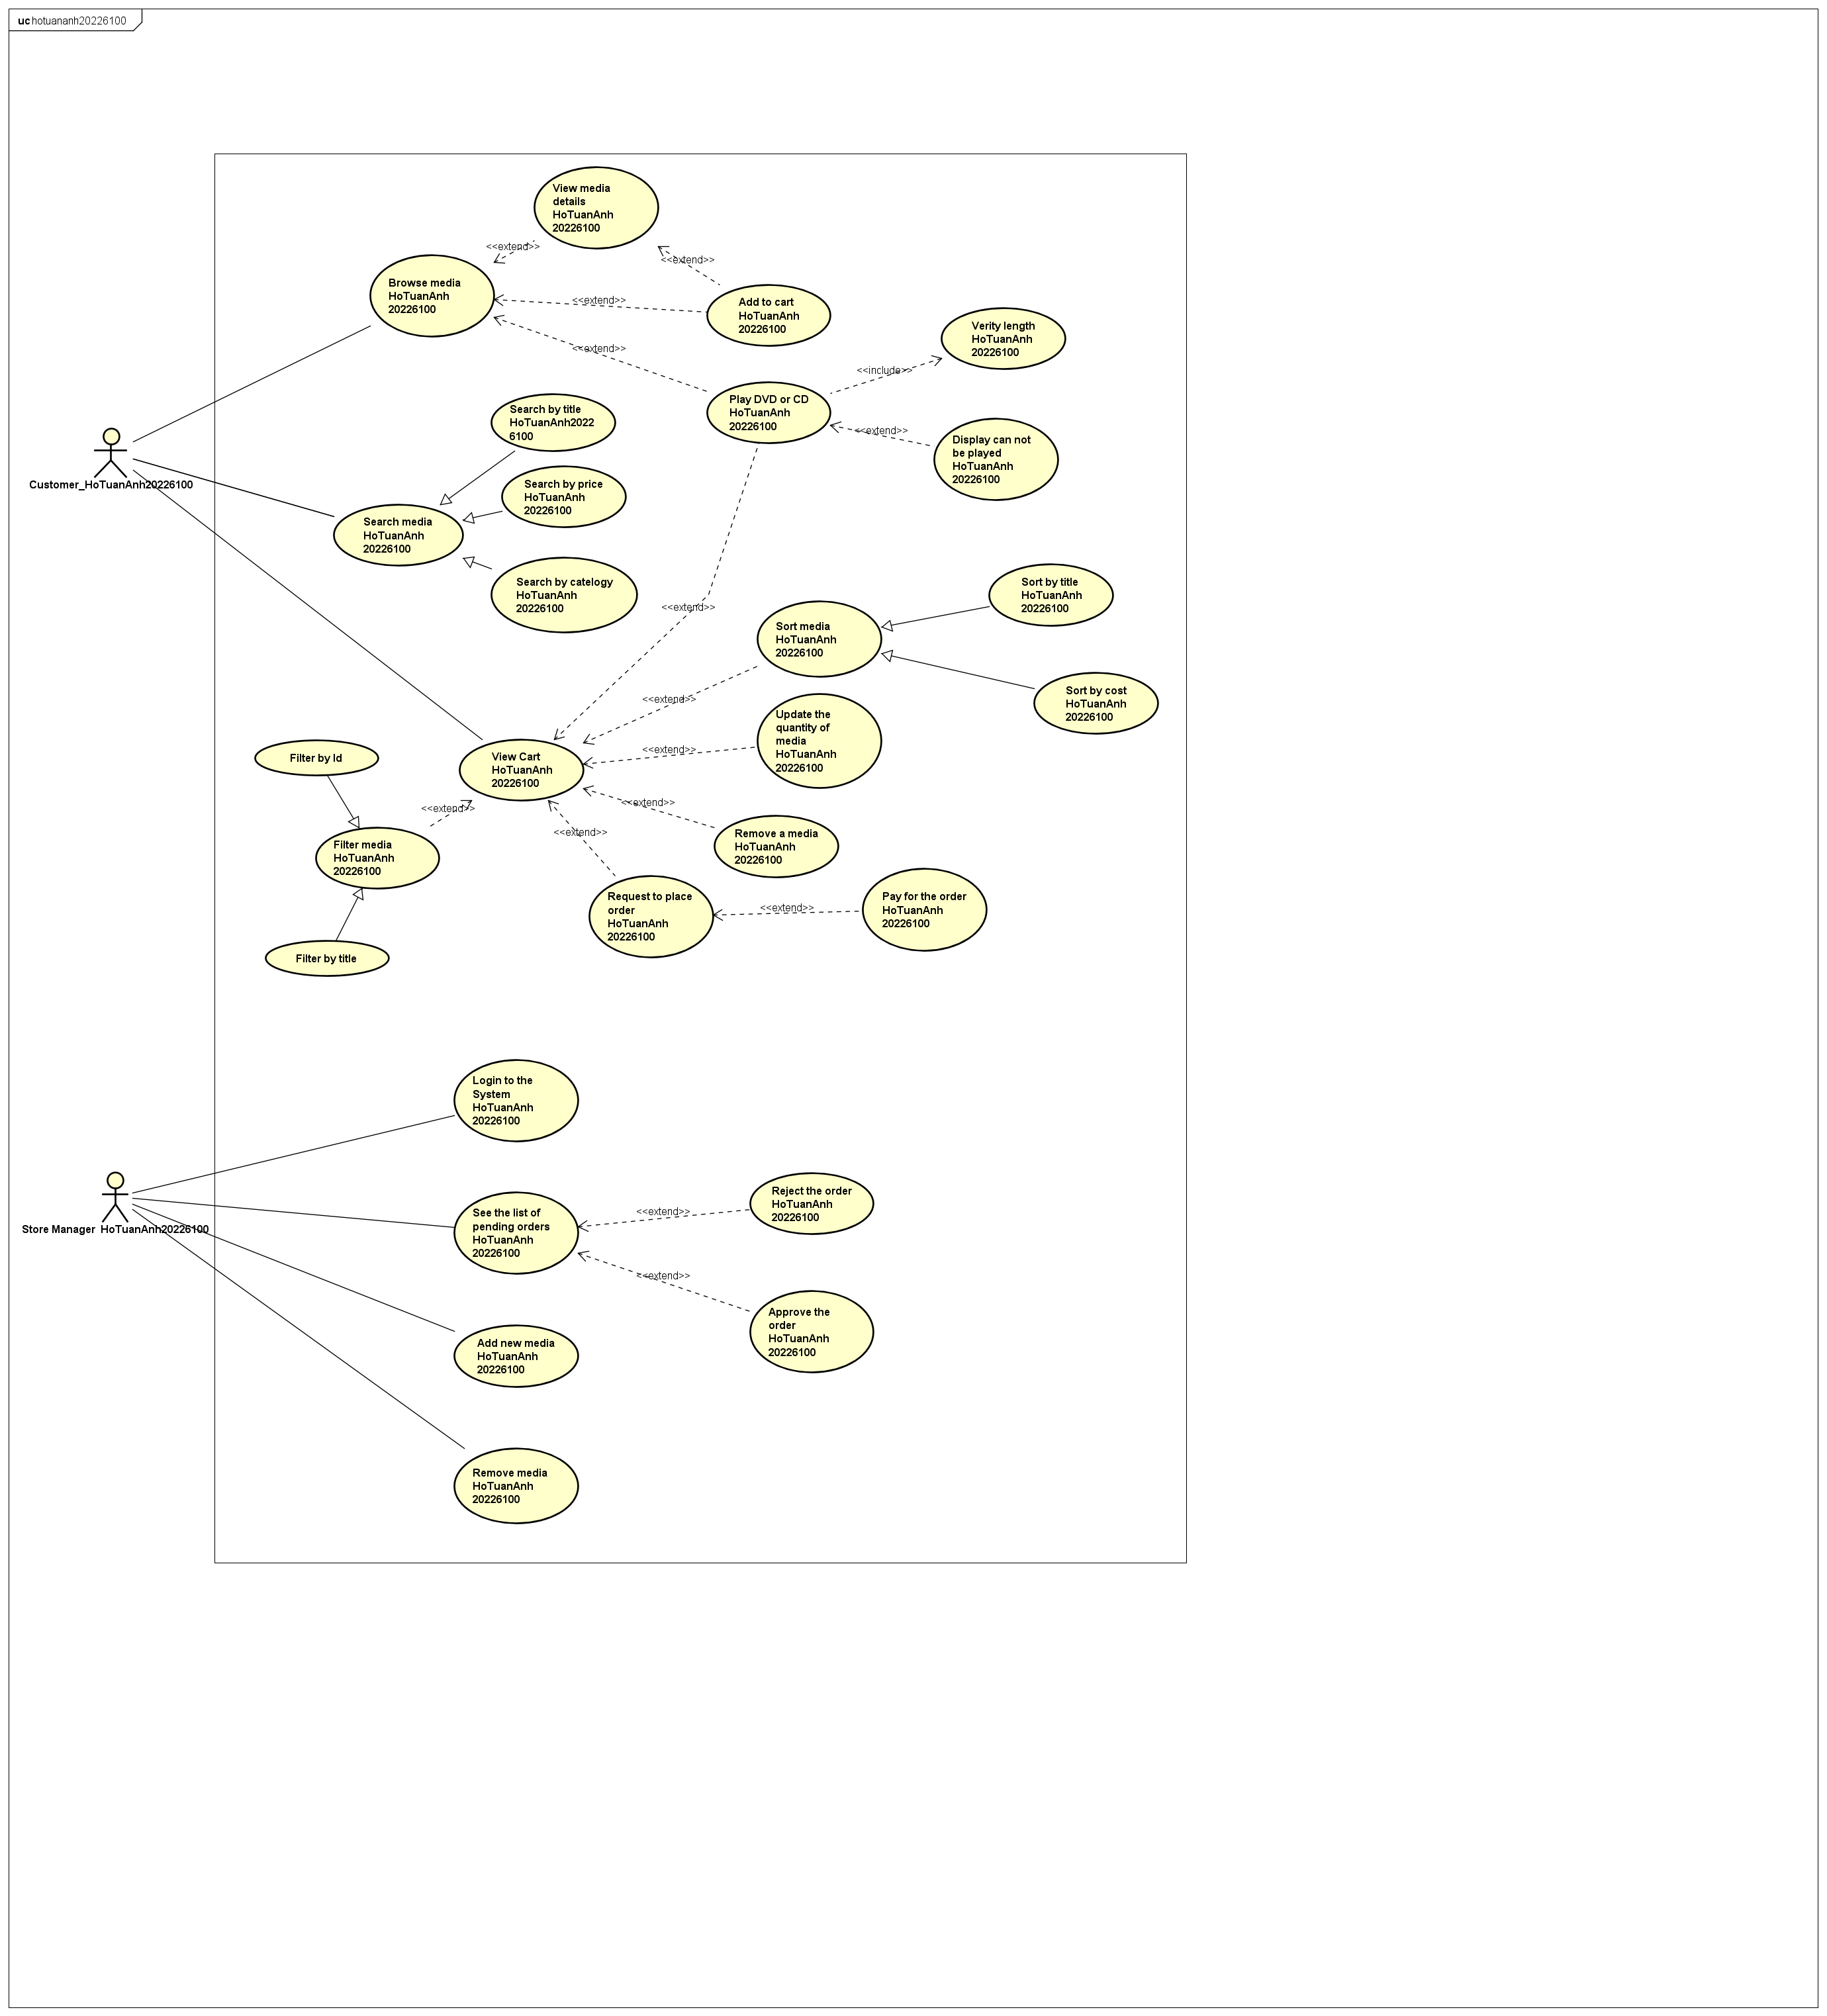 uc hotuananh20226100
View media
details
HoTuanAnh
20226100
<<extend>>
<<extend>>
Browse media
HoTuanAnh
20226100
<<extend>>
Add to cart
HoTuanAnh
20226100
Verity length
HoTuanAnh
20226100
<<extend>>
<<include>>
Play DVD or CD
HoTuanAnh
20226100
<<extend>>
Display can not
be played
HoTuanAnh
20226100
Search by title
HoTuanAnh2022
6100
Customer_HoTuanAnh20226100
Search by price
HoTuanAnh
20226100
Search media
HoTuanAnh
20226100
Search by catelogy
HoTuanAnh
20226100
<<extend>>
Sort by title
HoTuanAnh
20226100
Sort media
HoTuanAnh
20226100
<<extend>>
Sort by cost
HoTuanAnh
20226100
Update the
quantity of
media
HoTuanAnh
20226100
<<extend>>
Filter by Id
View Cart
HoTuanAnh
20226100
<<extend>>
<<extend>>
<<extend>>
Remove a media
HoTuanAnh
20226100
Filter media
HoTuanAnh
20226100
Request to place
order
HoTuanAnh
20226100
<<extend>>
Pay for the order
HoTuanAnh
20226100
Filter by title
Login to the
System
HoTuanAnh
20226100
Store Manager HoTuanAnh20226100
See the list of
pending orders
HoTuanAnh
20226100
<<extend>>
Reject the order
HoTuanAnh
20226100
<<extend>>
Approve the
order
HoTuanAnh
20226100
Add new media
HoTuanAnh
20226100
Remove media
HoTuanAnh
20226100